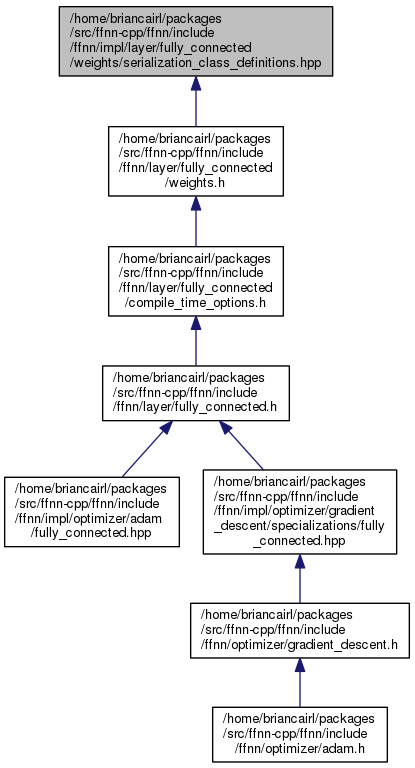 /home/briancairl/packages
/src/ffnn-cpp/ffnn/include
/ffnn/impl/layer/fully_connected
/weights/serialization_class_definitions.hpp
/home/briancairl/packages
/src/ffnn-cpp/ffnn/include
/ffnn/layer/fully_connected
/weights.h
/home/briancairl/packages
/src/ffnn-cpp/ffnn/include
/ffnn/layer/fully_connected
/compile_time_options.h
/home/briancairl/packages
/src/ffnn-cpp/ffnn/include
/ffnn/layer/fully_connected.h
/home/briancairl/packages
/src/ffnn-cpp/ffnn/include
/ffnn/impl/optimizer/adam
/fully_connected.hpp
/home/briancairl/packages
/src/ffnn-cpp/ffnn/include
/ffnn/impl/optimizer/gradient
_descent/specializations/fully
_connected.hpp
/home/briancairl/packages
/src/ffnn-cpp/ffnn/include
/ffnn/optimizer/gradient_descent.h
/home/briancairl/packages
/src/ffnn-cpp/ffnn/include
/ffnn/optimizer/adam.h